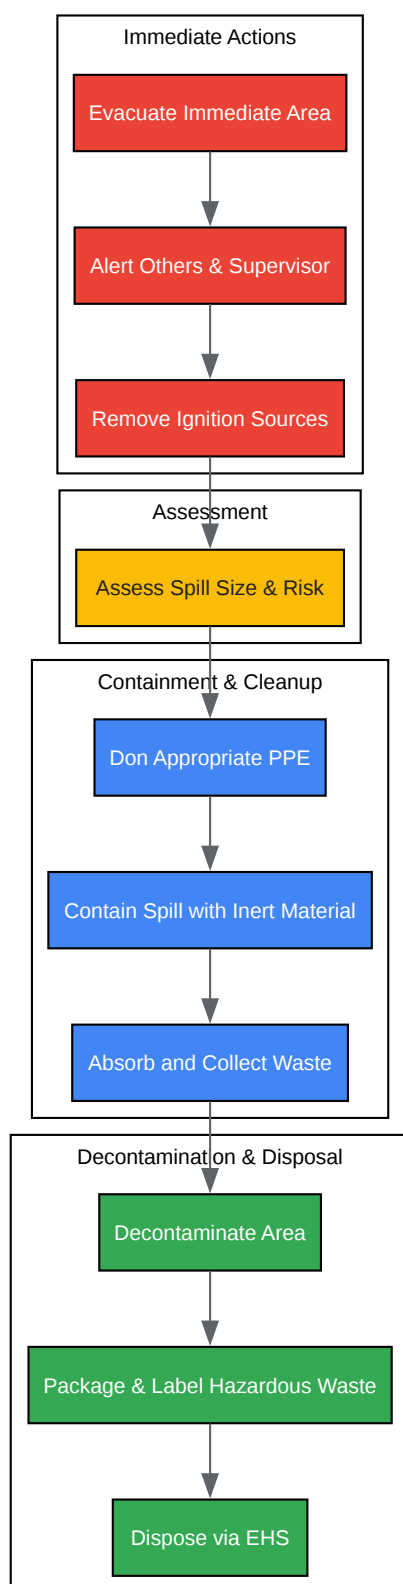 Immediate Actions
Evacuate Immediate Area
Alert Others & Supervisor
Remove Ignition Sources
Assessment
Assess Spill Size & Risk
Containment & Cleanup
Don Appropriate PPE
Contain Spill with Inert Material
Absorb and Collect Waste
Decontamination & Disposal
Decontaminate Area
Package & Label Hazardous Waste
Dispose via EHS